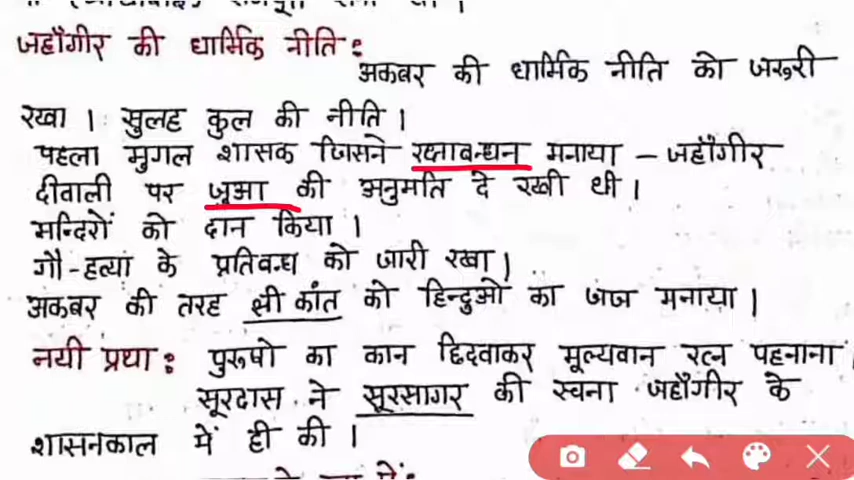 जहाँगीर की धार्मिक नीति :
अकबर की धार्मिक नीति को जरुरी
रखा । सुलह कुल की नीति ।
पहला मुगल शासक जिसने रक्षाबन्धन मनाया – जहाँगीर
दीवाली पर जूआ की अनुमति दे रखी थी ।
मन्दिरों को दान किया ।
गौ-हत्या के प्रतिबन्ध को जारी रखा ।
अकबर की तरह श्री कांत को हिन्दुओ का जज मनाया ।
नयी प्रथा : पुरूषो का कान छिदवाकर मूल्यवान रत्न पहनाना ।
सूरदास ने सूरसागर की रचना जहाँगीर के
शासनकाल में ही की ।